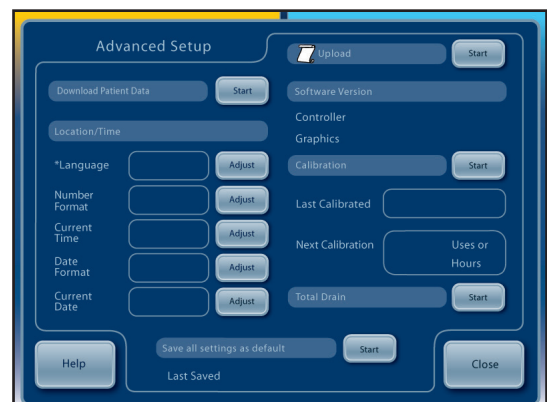 Advanced Setup
Download Patient Data
Start
Location/Time
*Language
Adjust
Number
Format
Adjust
Current
Time
Adjust
Date
Format
Adjust
Current
Date
Adjust
Upload
Start
Software Version
Controller
Graphics
Calibration
Start
Last Calibrated
Next Calibration
Uses or
Hours
Total Drain
Start
Help
Save all settings as default
Start
Last Saved
Close